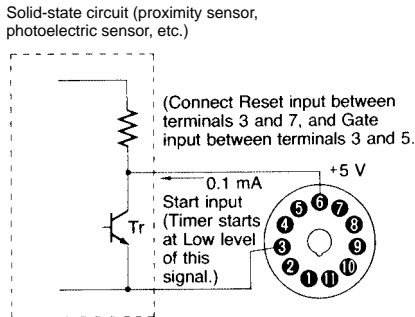 Solid-state circuit (proximity sensor,
photoelectric sensor, etc.)
(Connect Reset input between
terminals 3 and 7, and Gate
input between terminals 3 and 5.
+5 V
0.1 mA
Start input
(Timer starts
at Low level
of this
signal.)
Tr
6
5 7
4 8
3 9
2 10
1 11